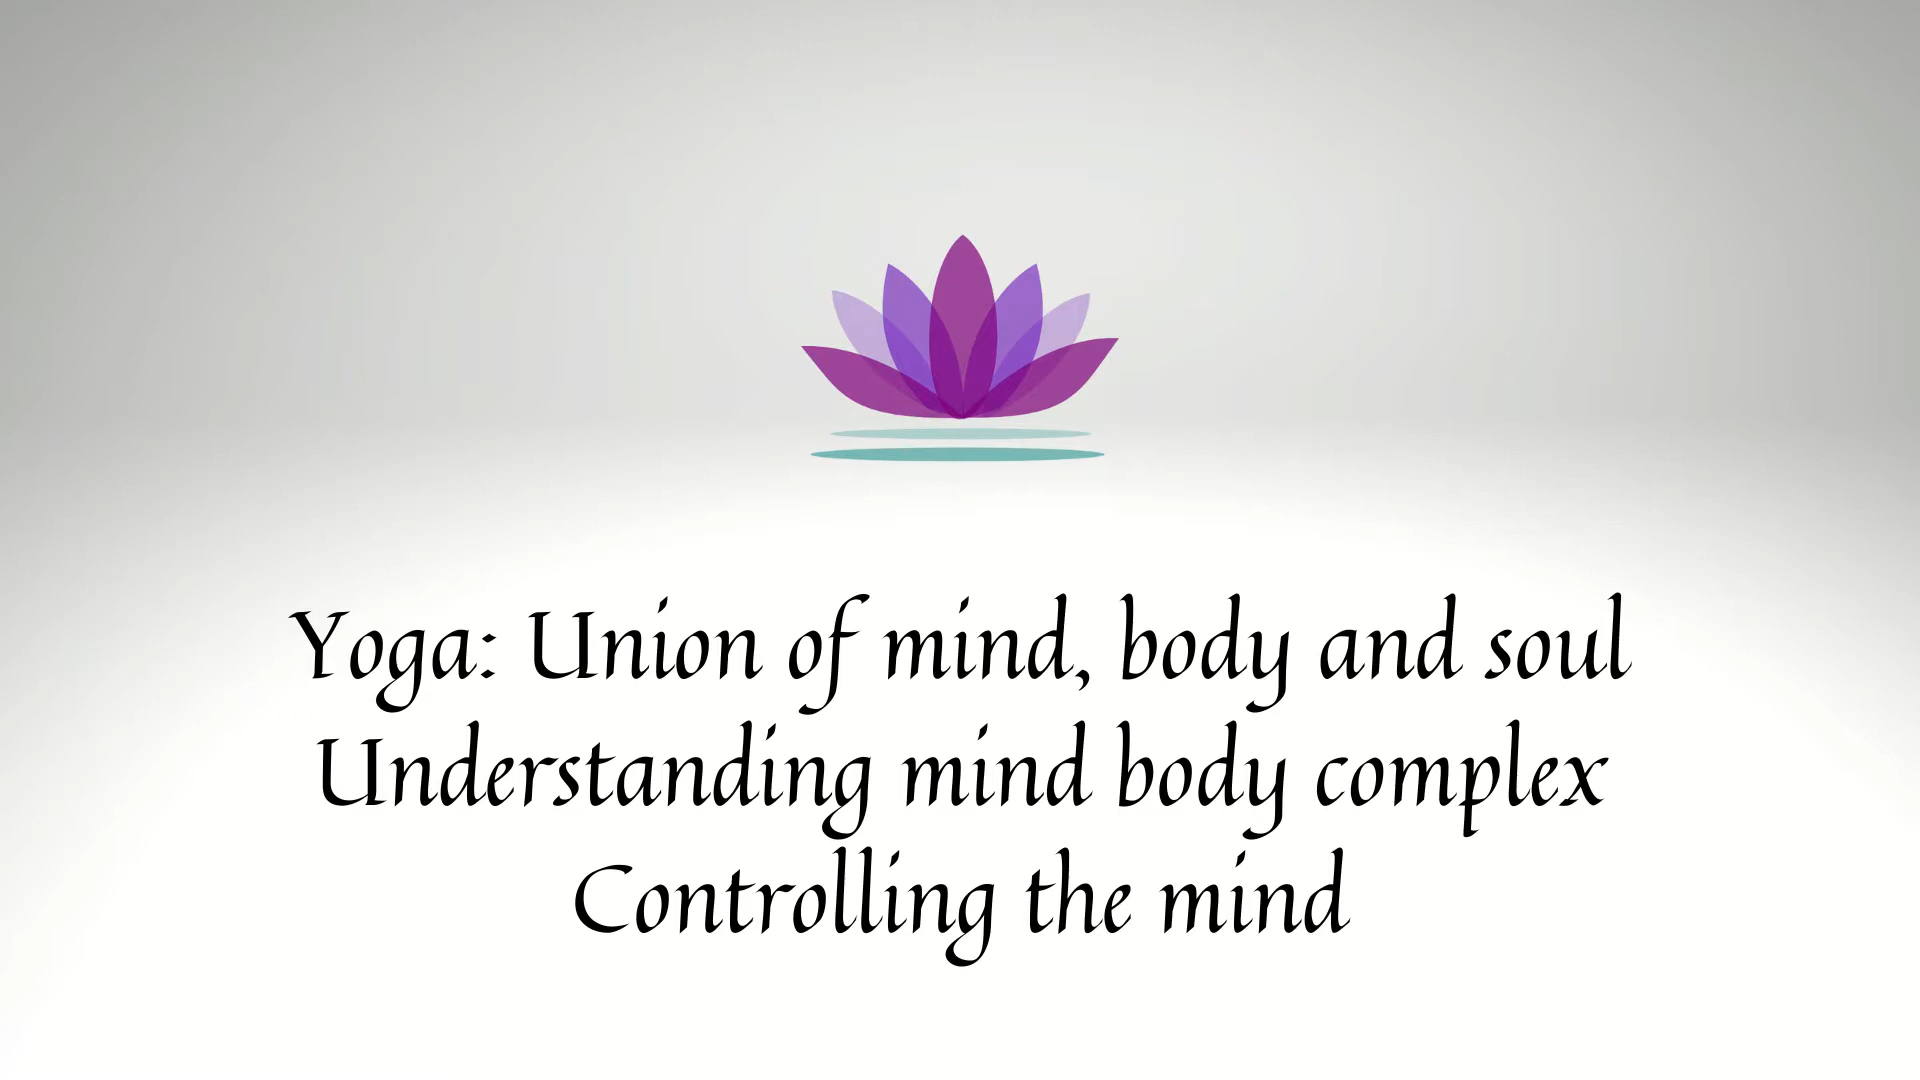 Yoga: Union of mind, body and soul
Understanding mind body complex
Controlling the mind